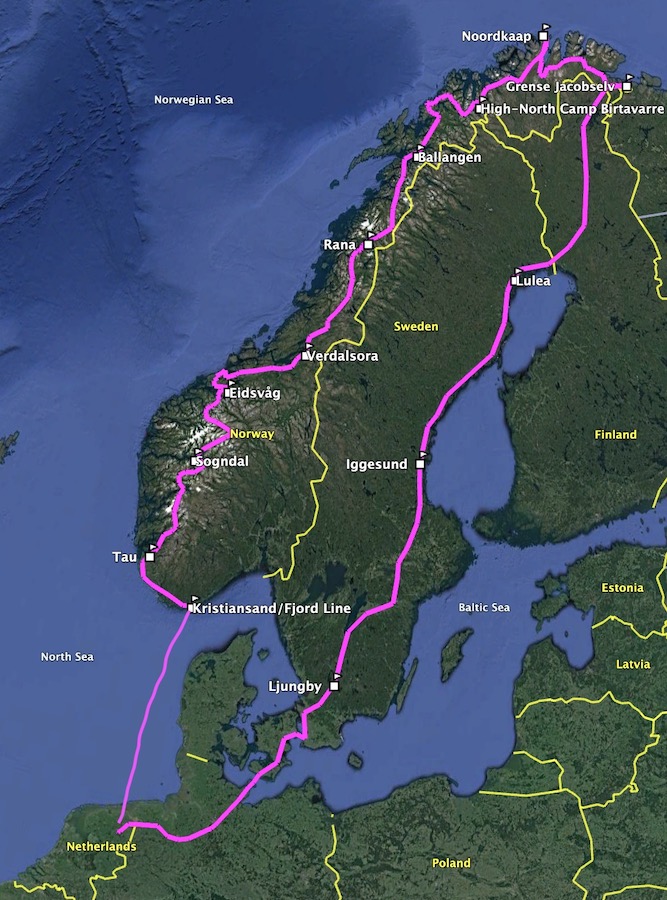 Noordkaap
Grense Jacobselv
Norwegian Sea
High-North Camp Birtavarre
Ballangen
Rana
Lulea
Sweden
Verdalsora
Eidsvåg
Norway
Finland
Sogndal
Iggesund
Tau
Estonia
Kristiansand/Fjord Line
Baltic Sea
North Sea
Latvia
Ljungby
Netherlands
Poland